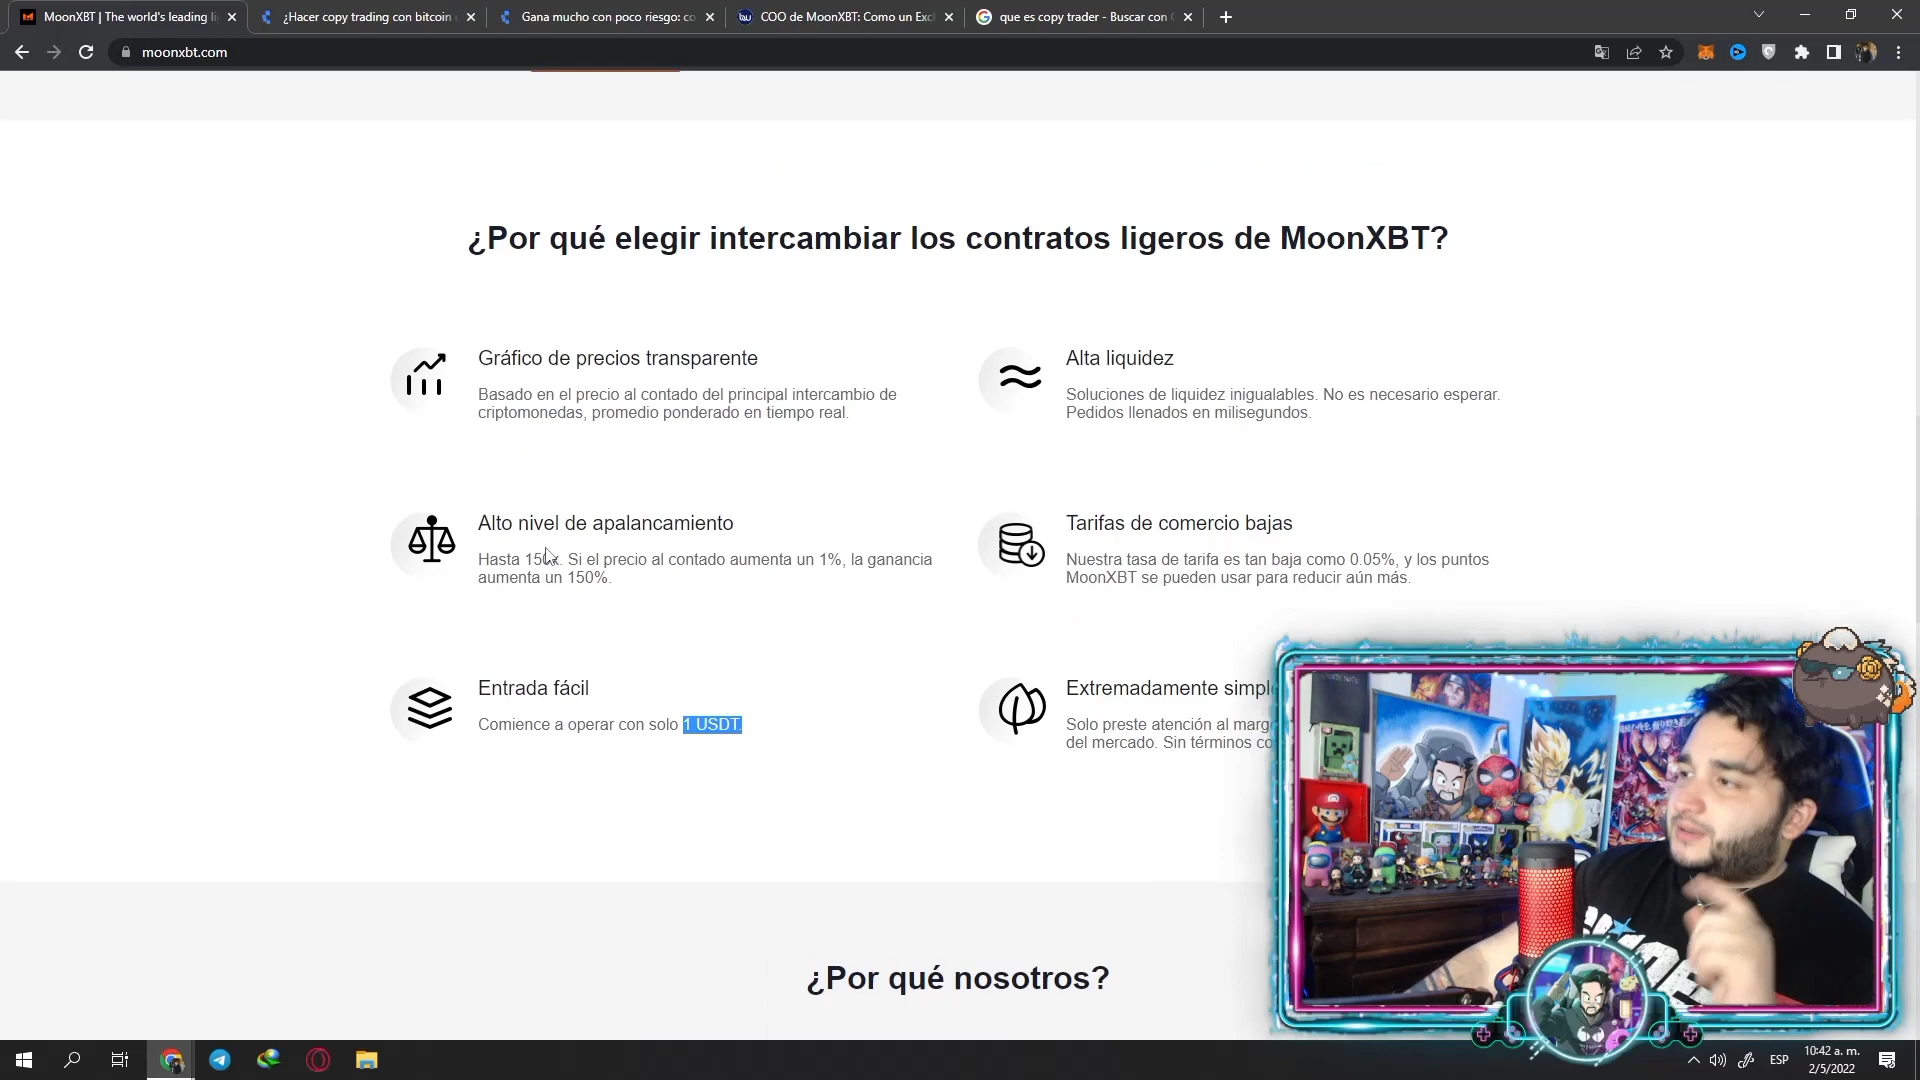 MoonXBT | The world's leading li
¿Hacer copy trading con bitcoin
Gana mucho con poco riesgo: co
COO de MoonXBT: Como un Exc
que es copy trader - Buscar con
moonxbt.com
¿Por qué elegir intercambiar los contratos ligeros de MoonXBT?
Gráfico de precios transparente
Basado en el precio al contado del principal intercambio de
criptomonedas, promedio ponderado en tiempo real.
Alta liquidez
Soluciones de liquidez inigualables. No es necesario esperar.
Pedidos llenados en milisegundos.
Alto nivel de apalancamiento
Hasta 150x. Si el precio al contado aumenta un 1%, la ganancia
aumenta un 150%.
Tarifas de comercio bajas
Nuestra tasa de tarifa es tan baja como 0.05%, y los puntos
MoonXBT se pueden usar para reducir aún más.
Entrada fácil
Comience a operar con solo 1 USDT.
Extremadamente simple
Solo preste atención al marg
del mercado. Sin términos co
¿Por qué nosotros?
ESP
10:42 a. m.
2/5/2022